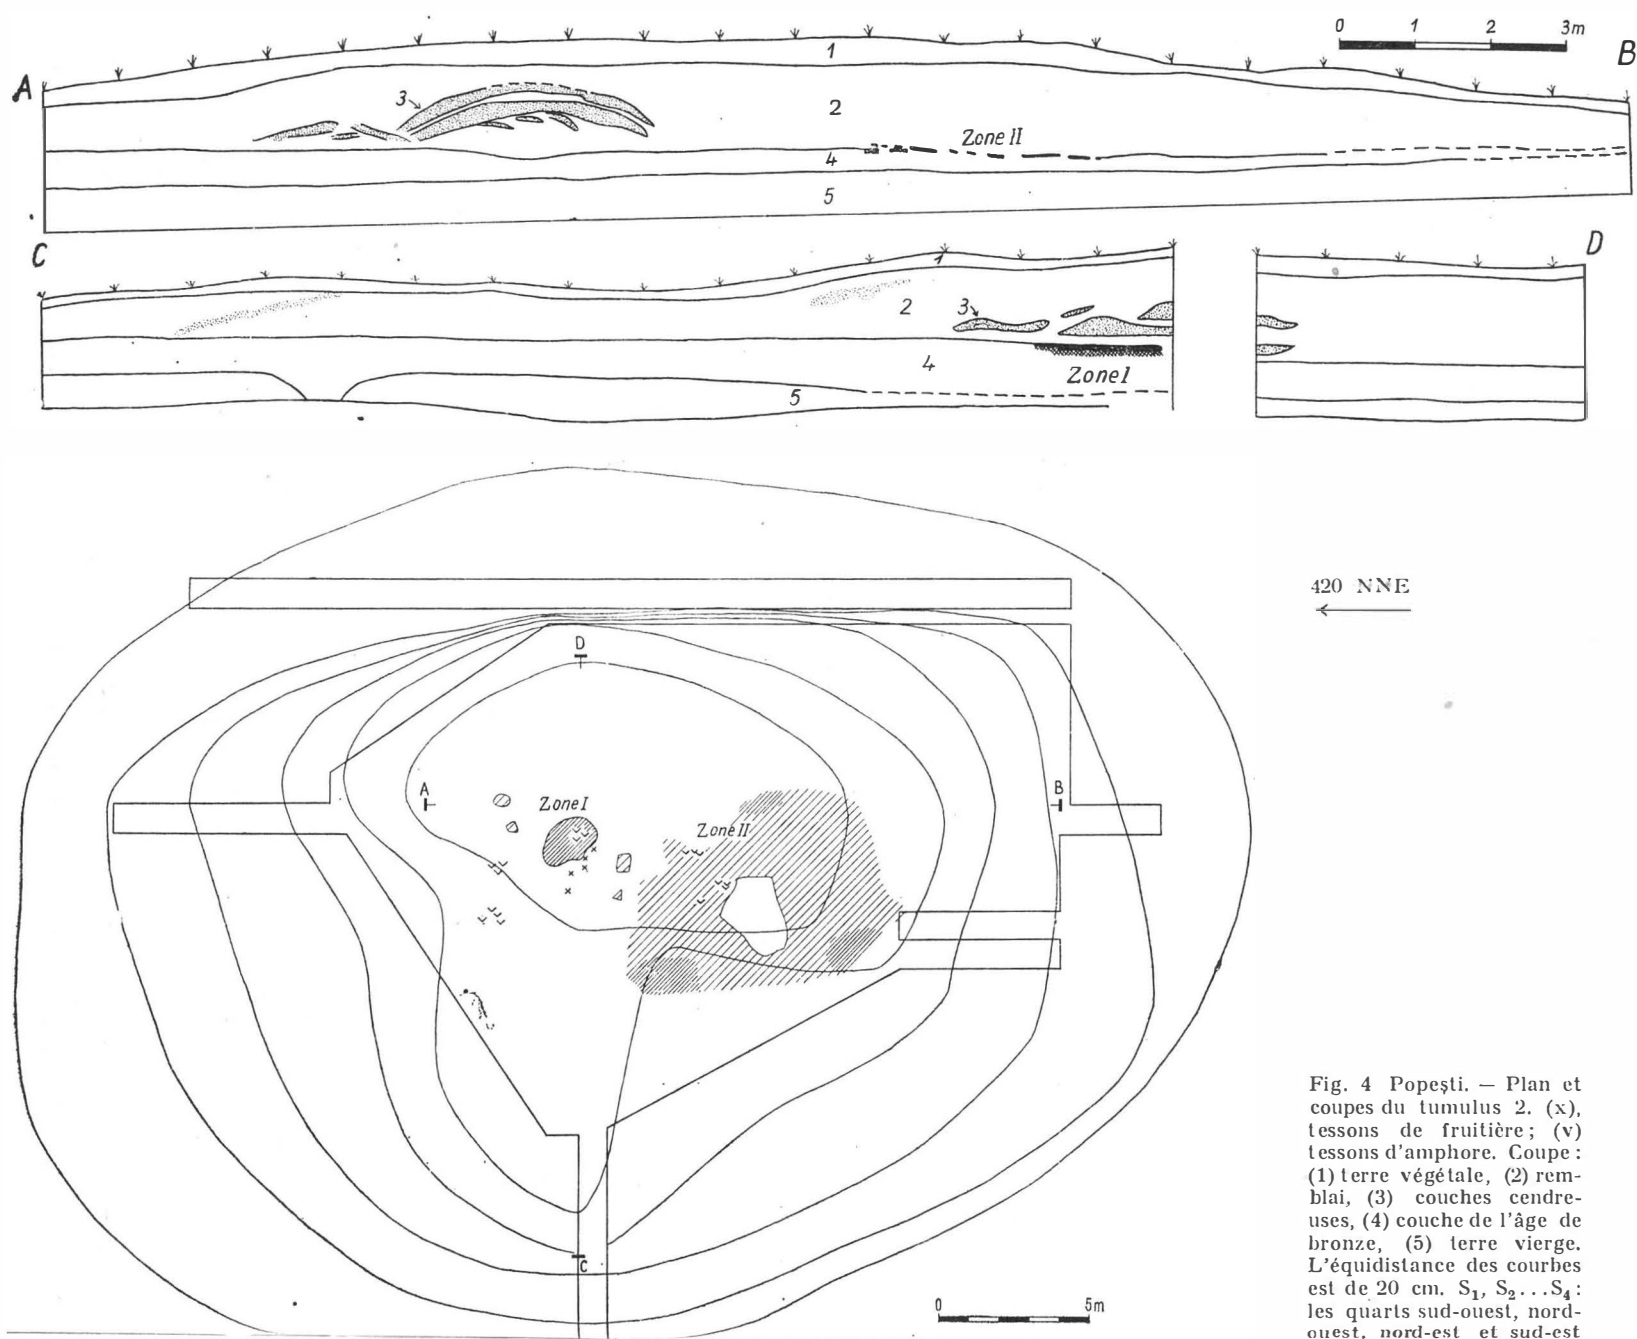 0 1 2 3m
A
B
1
3
2
Zone II
4
5
C
D
1
2
3
4
Zone I
5
420 NNE
D
A
Zone I
B
Zone II
C
0 5m
Fig. 4 Popești. — Plan et
coupes du tumulus 2. (x),
tessons de fruitière; (v)
tessons d'amphore. Coupe:
(1) terre végétale, (2) rem-
blai, (3) couches cendre-
uses, (4) couche de l'âge de
bronze, (5) terre vierge.
L'équidistance des courbes
est de 20 cm. S₁, S₂...S₄:
les quarts sud-ouest, nord-
ouest, nord-est et sud-est